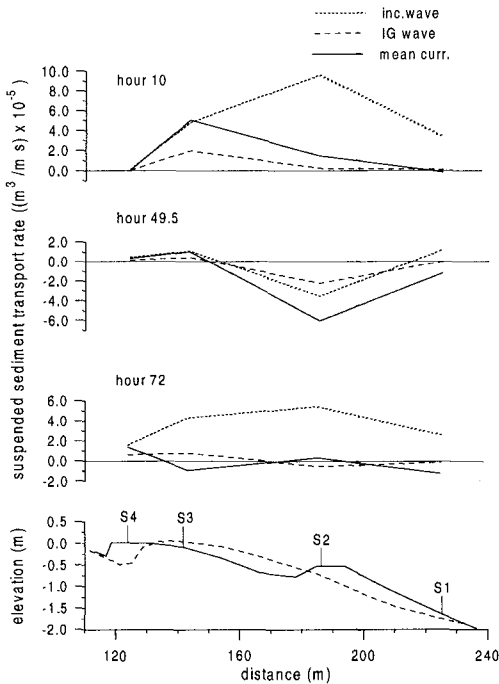 inc.wave
IG wave
mean curr.
suspended sediment transport rate ((m³/m s) x 10⁻⁵)
hour 10
10.0
8.0
6.0
4.0
2.0
0.0
hour 49.5
2.0
0.0
-2.0
-4.0
-6.0
hour 72
6.0
4.0
2.0
0.0
-2.0
elevation (m)
0.5
0.0
-0.5
-1.0
-1.5
-2.0
S4
S3
S2
S1
120
160
200
240
distance (m)